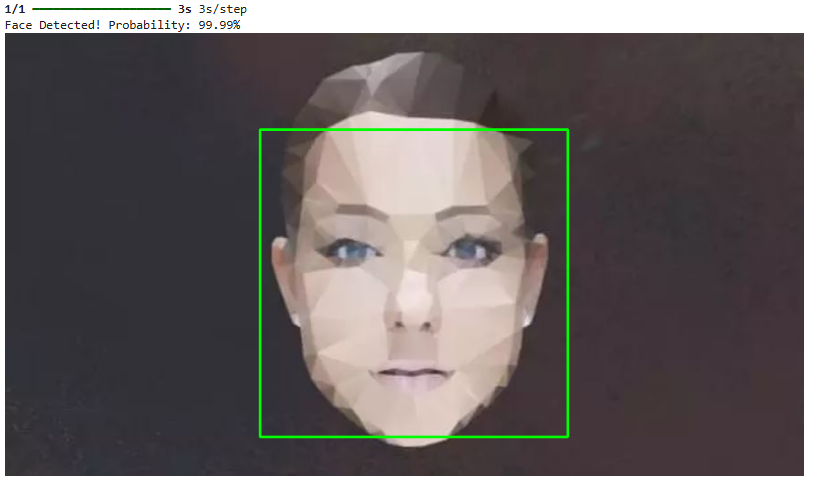 1/1 ━━━━━━━━━━━━━━━━━━━━ 3s 3s/step
Face Detected! Probability: 99.99%